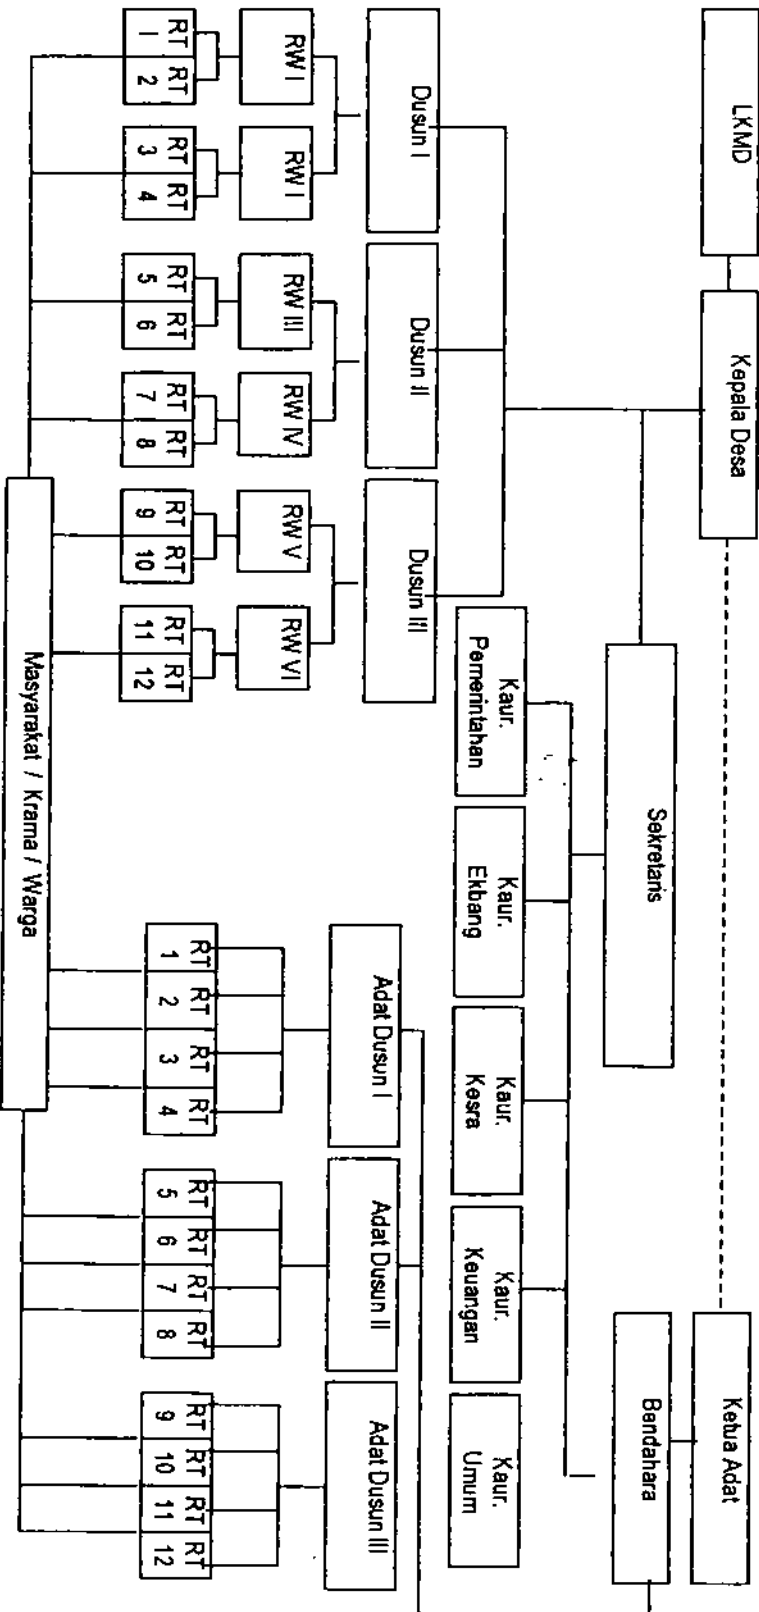 LKMD
Kepala Desa
Ketua Adat
Sekretaris
Bendahara
Kaur.
Pemerintahan
Kaur.
Ekbang
Kaur.
Kesra
Kaur.
Keuangan
Kaur.
Umum
Dusun I
Dusun II
Dusun III
Adat Dusun I
Adat Dusun II
Adat Dusun III
RW I
RW I
RW III
RW IV
RW V
RW VI
RT RT
1 2
RT RT
3 4
RT RT
5 6
RT RT
7 8
RT RT
9 10
RT RT
11 12
RT RT RT RT
1 2 3 4
RT RT RT RT
5 6 7 8
RT RT RT RT
9 10 11 12
Masyarakat / Krama / Warga